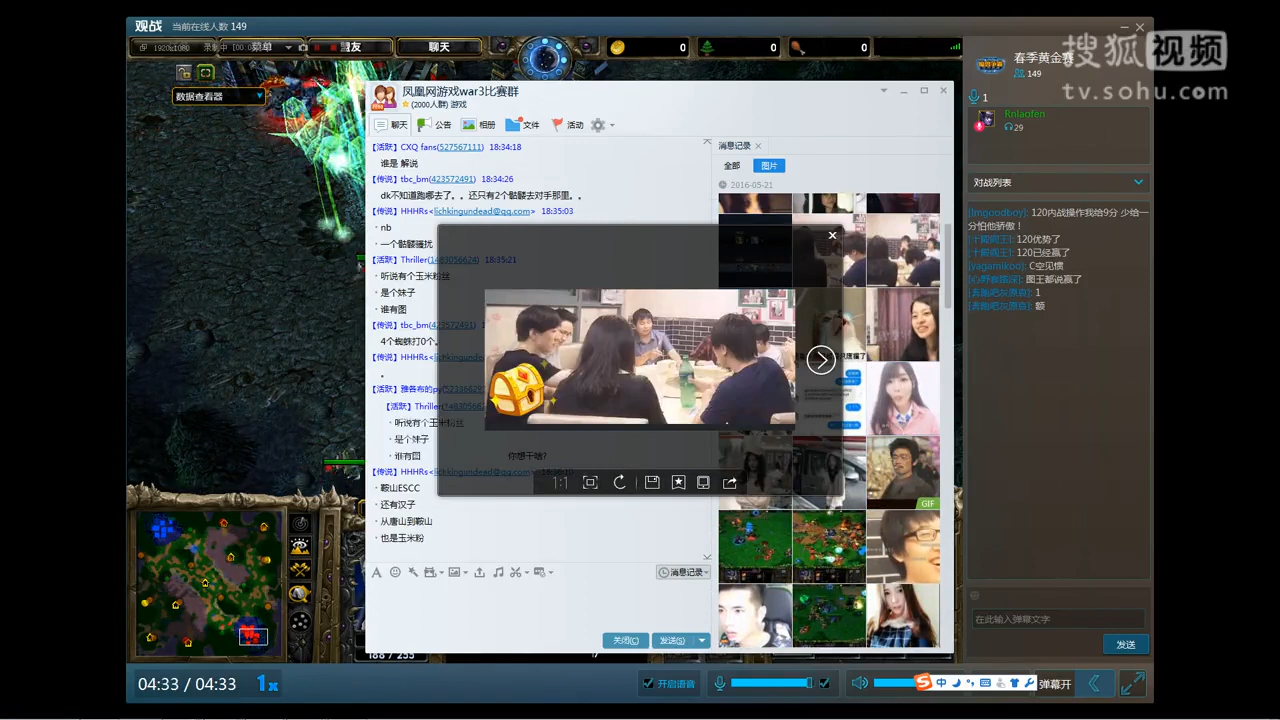 观战 当前在线人数 149
1920x1080 录制中 [00:0 菜单 盟友 聊天 0 0 0
搜狐视频
tv.sohu.com
数据查看器
春季黄金赛
149
1
Rnlaofen
29
对战列表
120内战操作我给9分 少给一
分怕他骄傲！
120优势了
120已经赢了
[yagamikoo]: C空见惯
图王都说赢了
1
额
在此输入弹幕文字
发送
凤凰网游戏war3比赛群
(2000人群) 游戏
聊天 公告 相册 文件 活动
【活跃】CXQ fans(527567111) 18:34:18
谁是 解说
【传说】tbc_bm(423572491) 18:34:26
dk不知道跑哪去了。。还只有2个骷髅去对手那里。。
【传说】HHHRs<lichkingundead@qq.com> 18:35:03
nb
一个骷髅骚扰
【活跃】Thriller(1483056624) 18:35:21
听说有个玉米粉丝
是个妹子
谁有图
【传说】tbc_bm(423572491)
4个蜘蛛打0个。
【传说】HHHRs
。
【活跃】Thriller
听说有个玉米粉丝
是个妹子
谁有图
你想干啥？
【传说】HHHRs<lichkingundead@qq.com>
鞍山ESCC
还有汉子
从唐山到鞍山
也是玉米粉
消息记录
关闭(C) 发送(S)
消息记录
全部 图片
2016-05-21
1:1
GIF
188 / 255
04:33 / 04:33 1x
开启语音
中
弹幕开